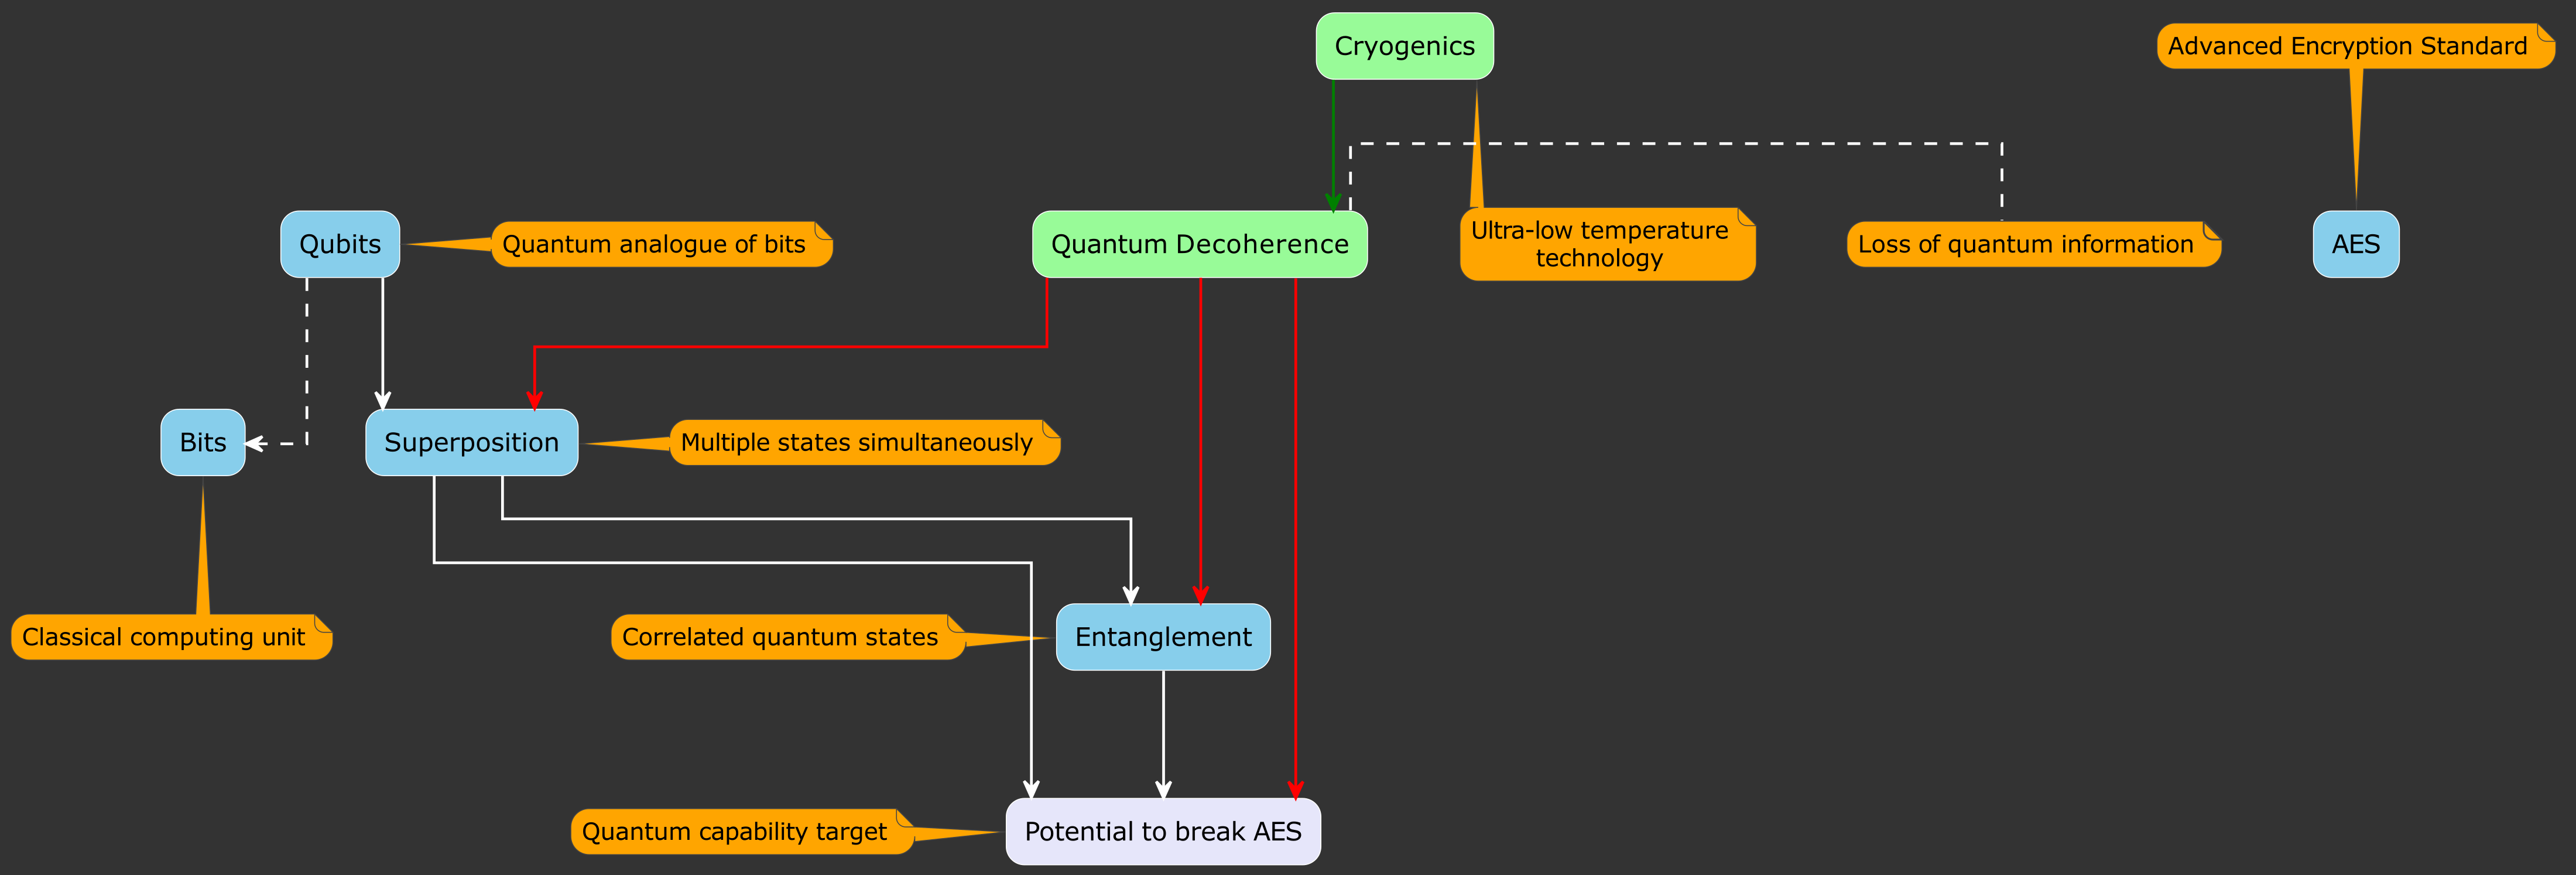 Cryogenics
Advanced Encryption Standard
Qubits
Quantum analogue of bits
Quantum Decoherence
Ultra-low temperature
technology
Loss of quantum information
AES
Bits
Superposition
Multiple states simultaneously
Classical computing unit
Correlated quantum states
Entanglement
Quantum capability target
Potential to break AES